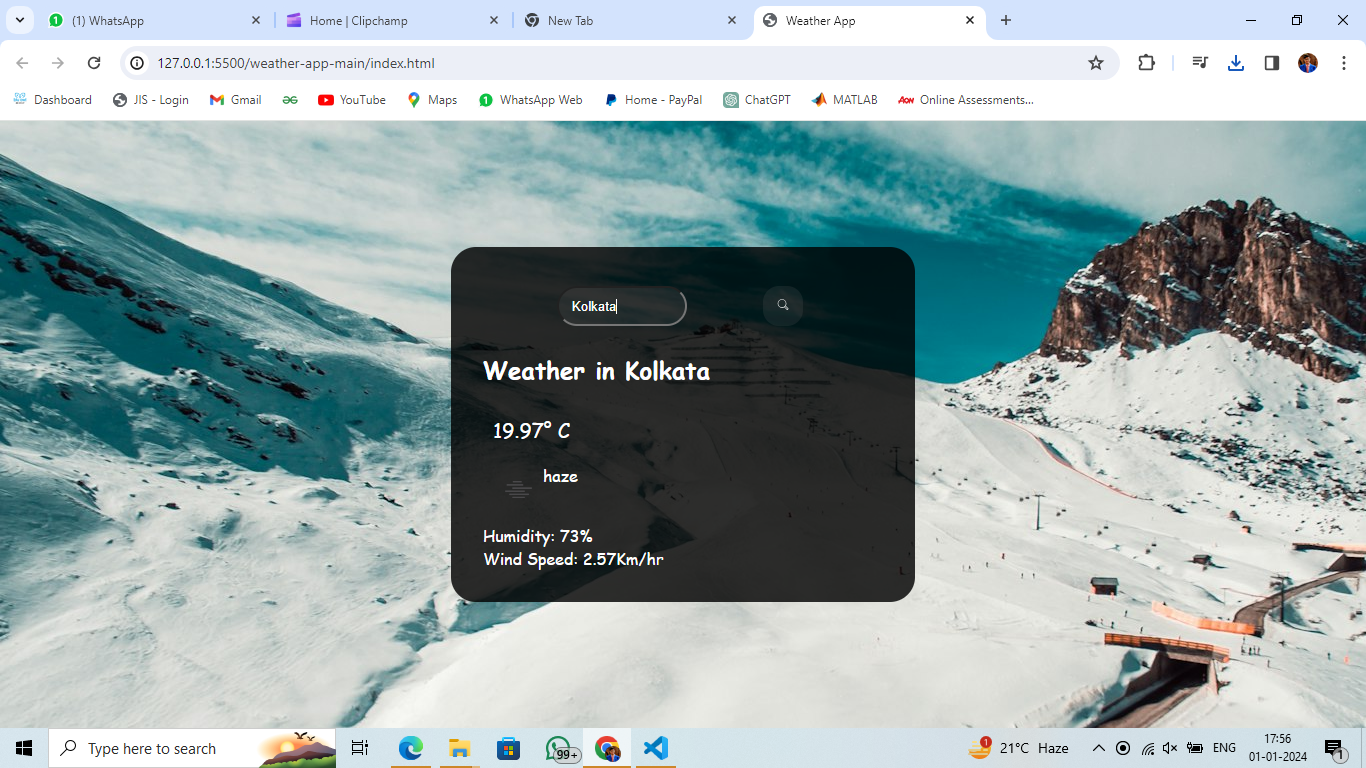 (1) WhatsApp
Home | Clipchamp
New Tab
Weather App
127.0.0.1:5500/weather-app-main/index.html
Dashboard
JIS - Login
Gmail
YouTube
Maps
1 WhatsApp Web
Home - PayPal
ChatGPT
MATLAB
AON Online Assessments...
Kolkata
Weather in Kolkata
19.97° C
haze
Humidity: 73%
Wind Speed: 2.57Km/hr
Type here to search
99+
1
21°C Haze
ENG
17:56
01-01-2024
1